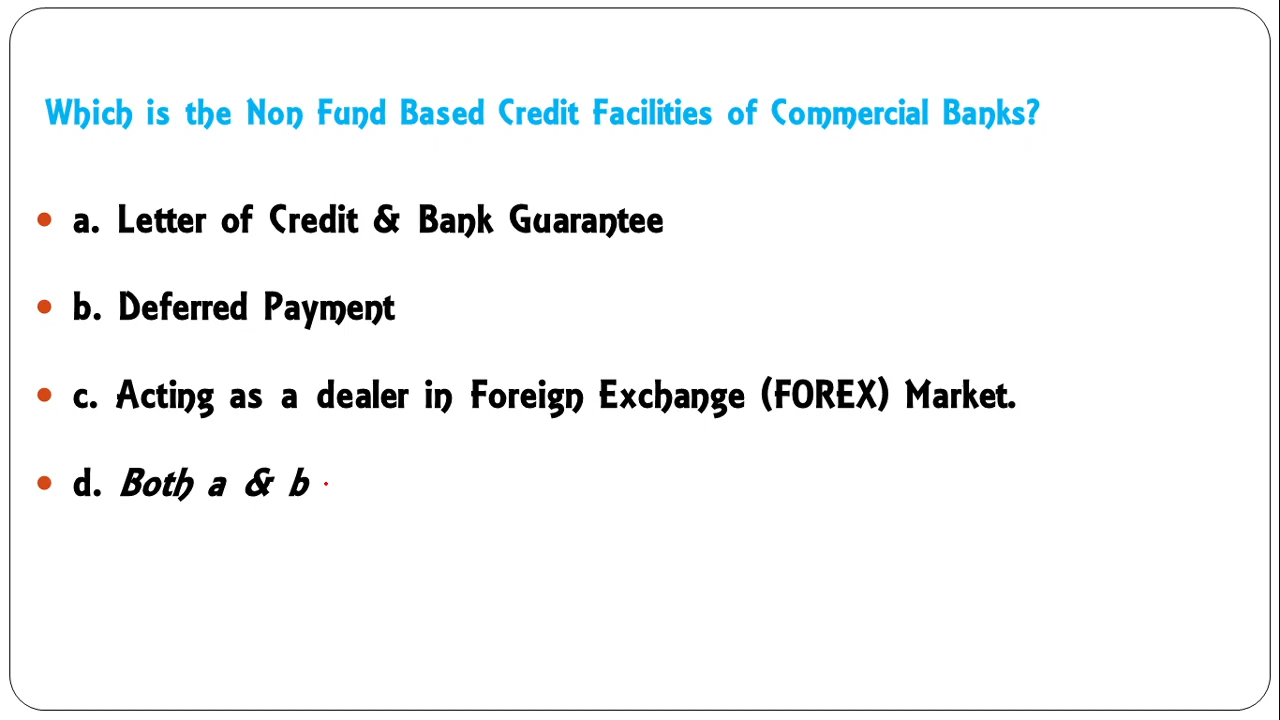 Which is the Non Fund Based Credit Facilities of Commercial Banks?
• a. Letter of Credit & Bank Guarantee
• b. Deferred Payment
• c. Acting as a dealer in Foreign Exchange (FOREX) Market.
• d. Both a & b